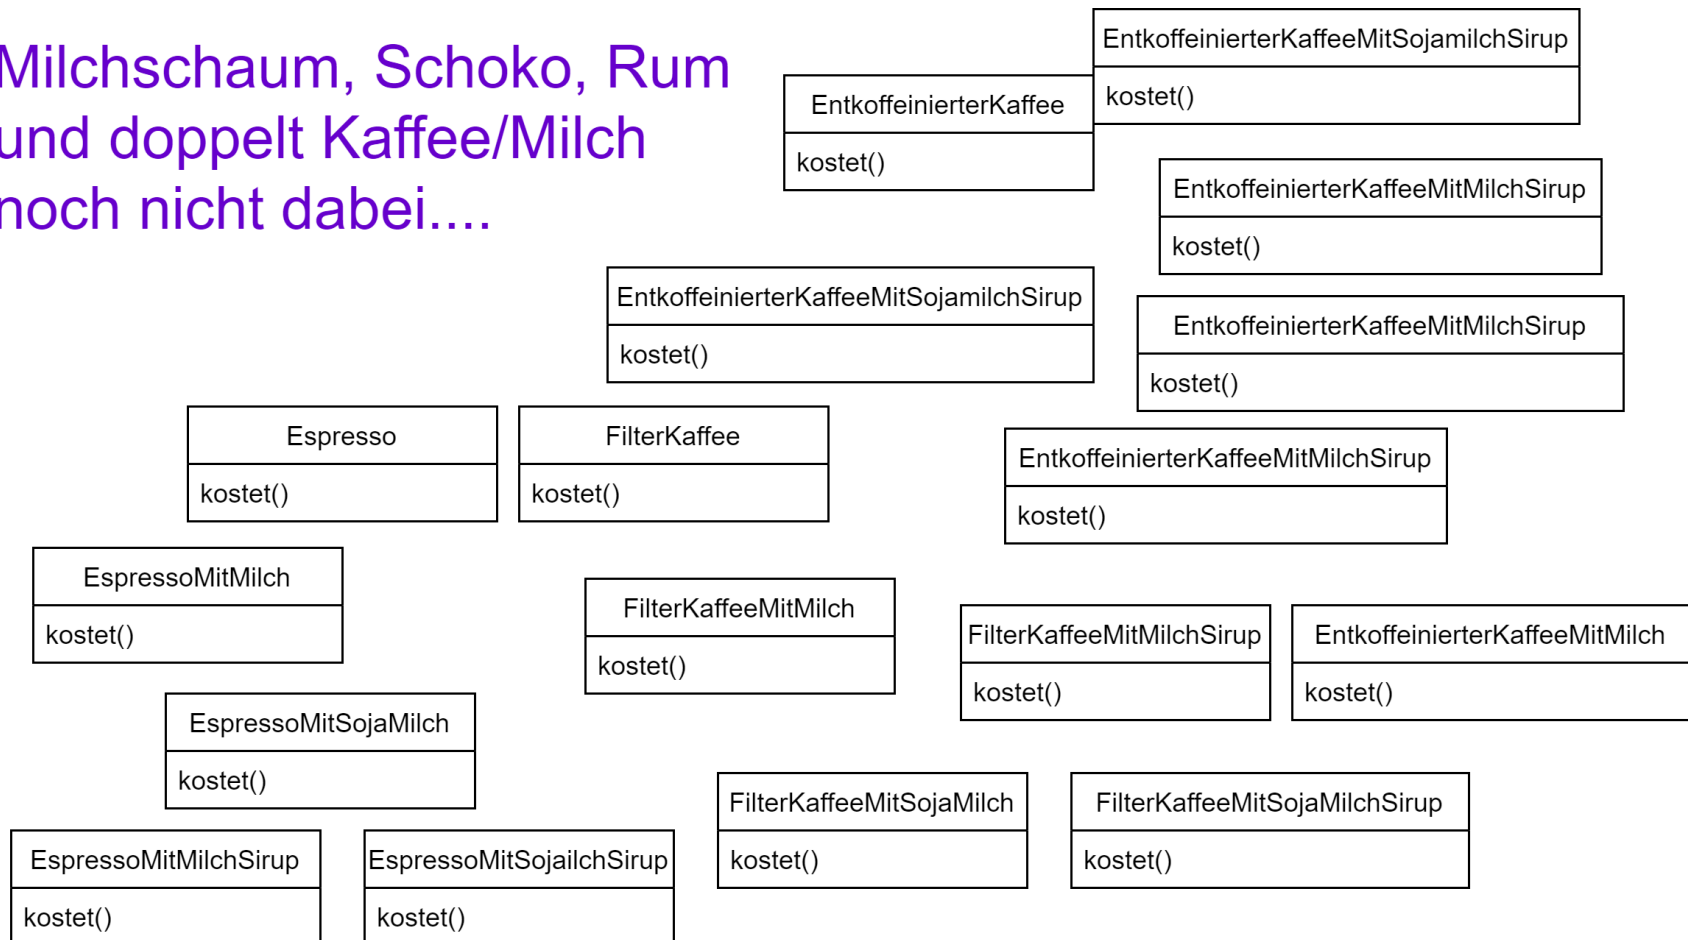 Milchschaum, Schoko, Rum
und doppelt Kaffee/Milch
noch nicht dabei....
EntkoffeinierterKaffeeMitSojamilchSirup
kostet()
EntkoffeinierterKaffee
kostet()
EntkoffeinierterKaffeeMitMilchSirup
kostet()
EntkoffeinierterKaffeeMitSojamilchSirup
kostet()
EntkoffeinierterKaffeeMitMilchSirup
kostet()
Espresso
kostet()
FilterKaffee
kostet()
EntkoffeinierterKaffeeMitMilchSirup
kostet()
EspressoMitMilch
kostet()
FilterKaffeeMitMilch
kostet()
FilterKaffeeMitMilchSirup
kostet()
EntkoffeinierterKaffeeMitMilch
kostet()
EspressoMitSojaMilch
kostet()
FilterKaffeeMitSojaMilch
kostet()
FilterKaffeeMitSojaMilchSirup
kostet()
EspressoMitMilchSirup
kostet()
EspressoMitSojailchSirup
kostet()